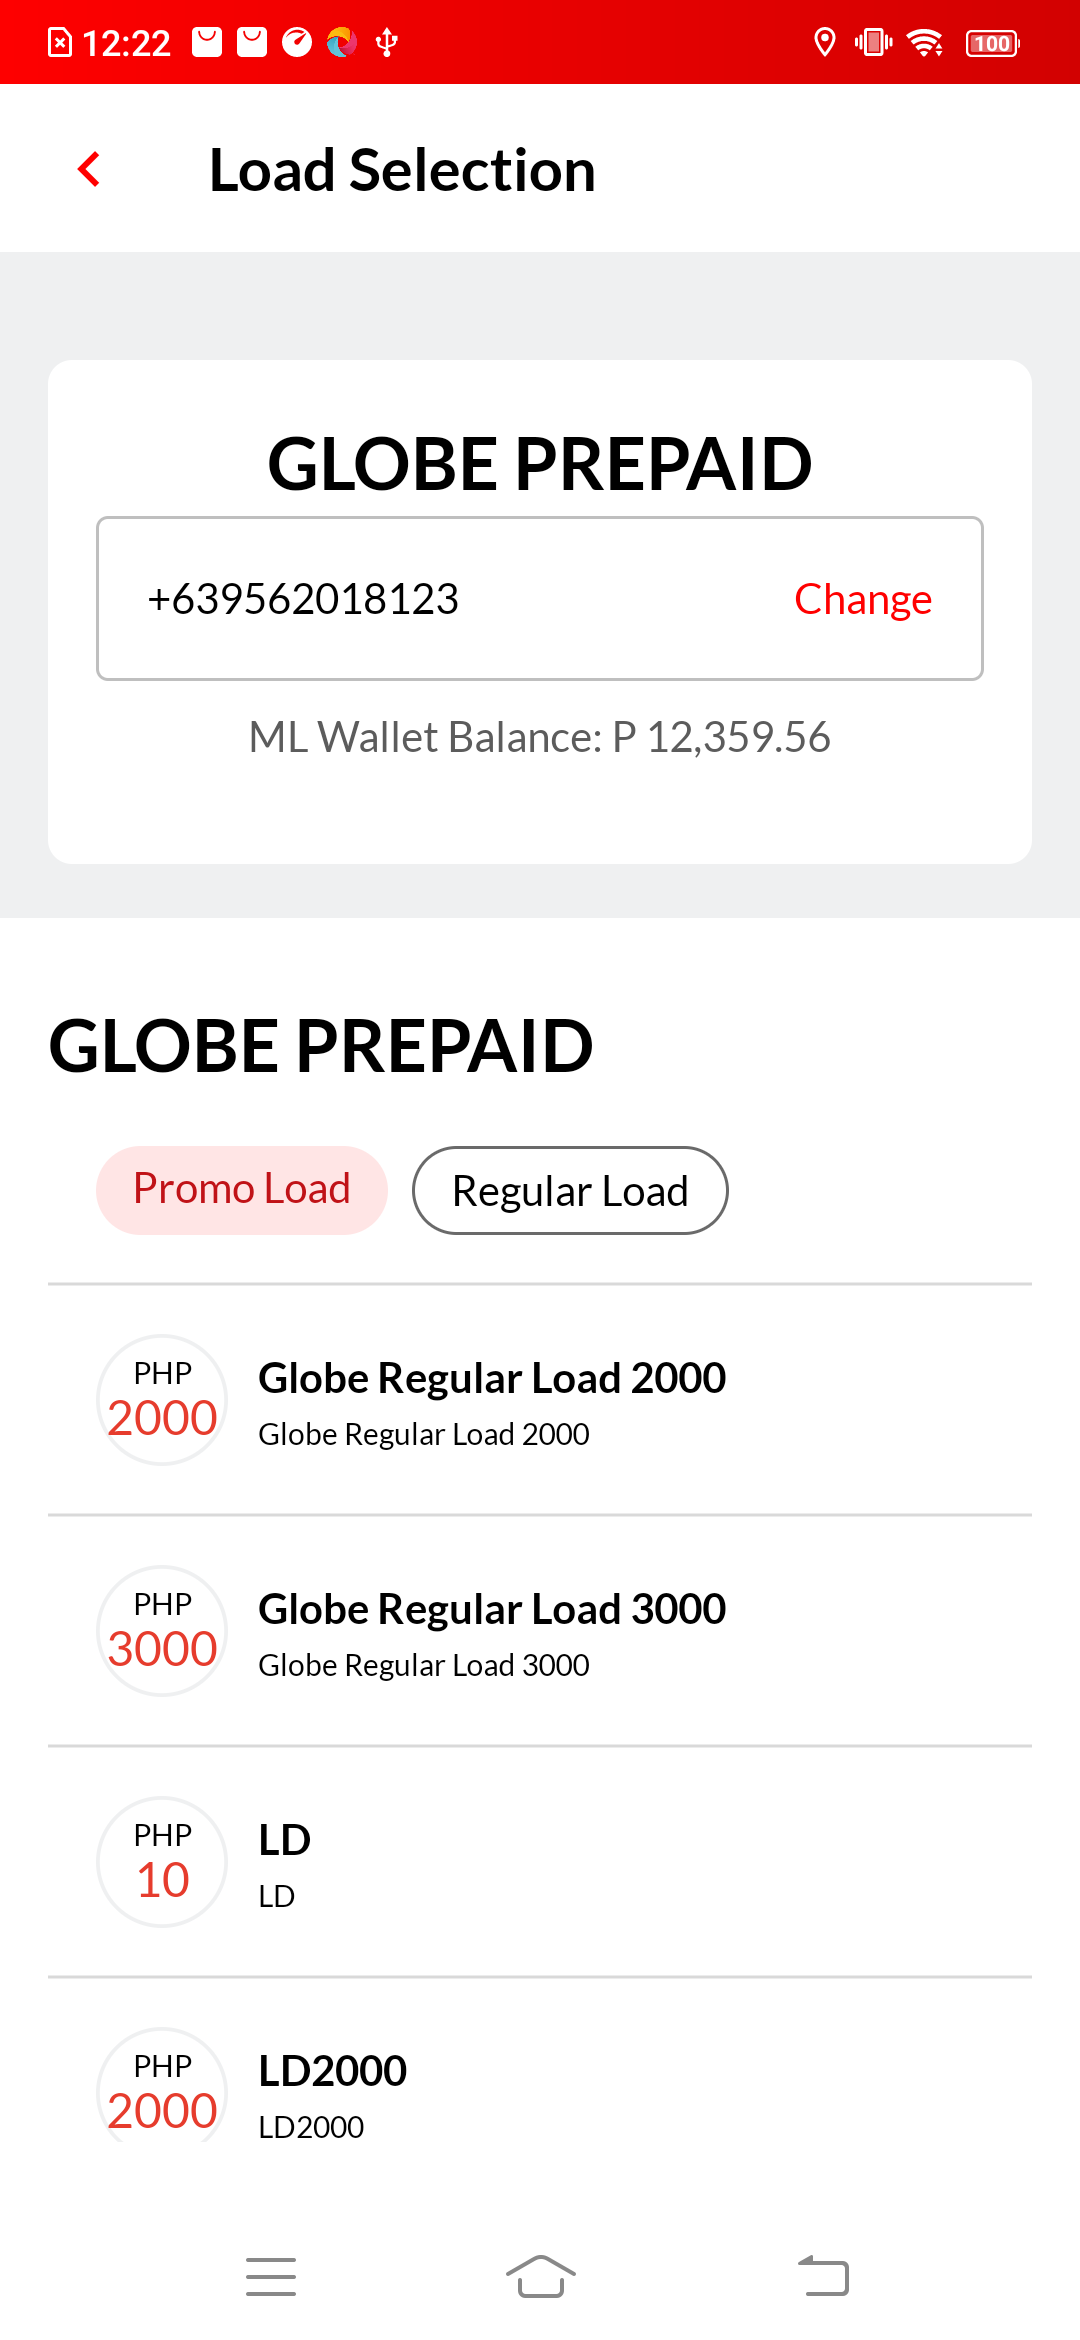 12:22
100
Load Selection
GLOBE PREPAID
+639562018123 Change
ML Wallet Balance: P 12,359.56
GLOBE PREPAID
Promo Load Regular Load
PHP
2000
Globe Regular Load 2000
Globe Regular Load 2000
PHP
3000
Globe Regular Load 3000
Globe Regular Load 3000
PHP
10
LD
LD
PHP
2000
LD2000
LD2000